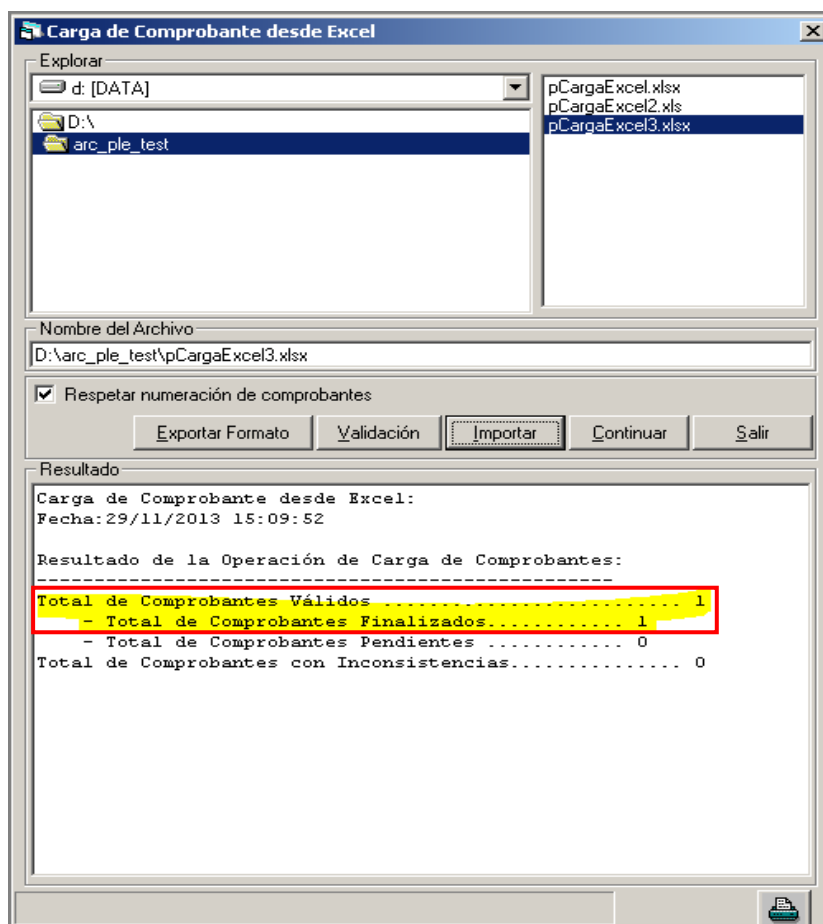 Carga de Comprobante desde Excel
Explorar
d: [DATA]
D:\
arc_ple_test
pCargaExcel.xlsx
pCargaExcel2.xls
pCargaExcel3.xlsx
Nombre del Archivo
D:\arc_ple_test\pCargaExcel3.xlsx
Respetar numeración de comprobantes
Exportar Formato Validación Importar Continuar Salir
Resultado
Carga de Comprobante desde Excel:
Fecha:29/11/2013 15:09:52
Resultado de la Operación de Carga de Comprobantes:
--------------------------------------------------
Total de Comprobantes Válidos .......................... 1
- Total de Comprobantes Finalizados............ 1
- Total de Comprobantes Pendientes ............ 0
Total de Comprobantes con Inconsistencias............... 0